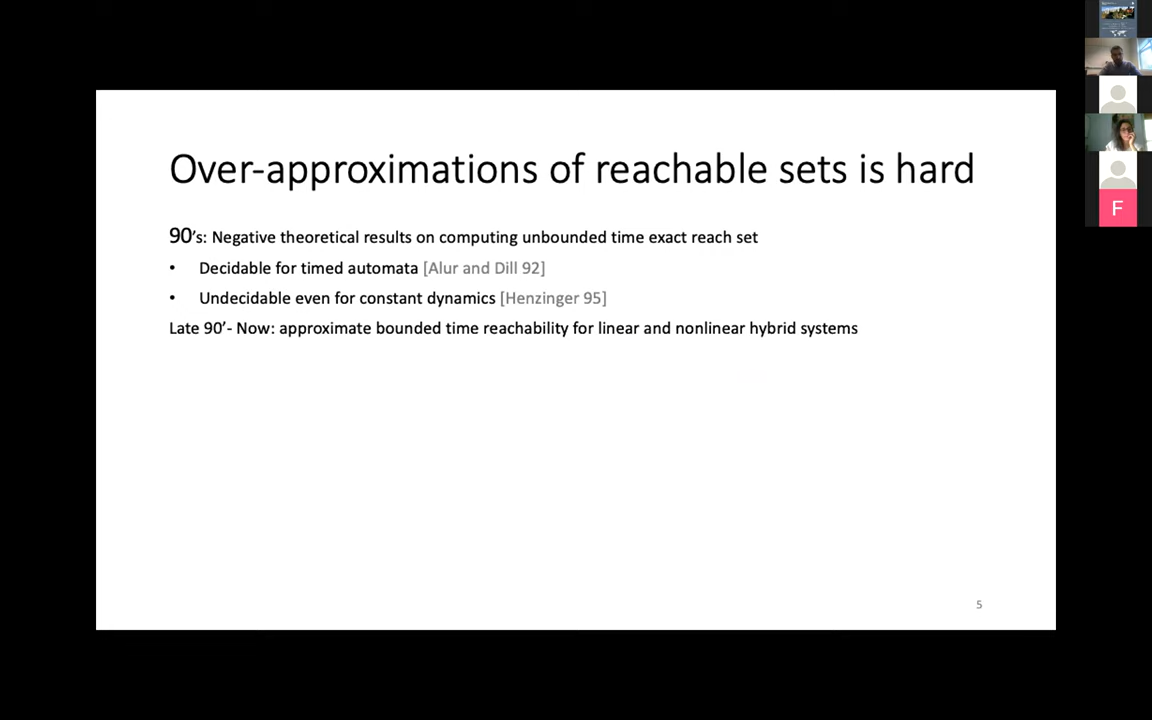 Over-approximations of reachable sets is hard
90's: Negative theoretical results on computing unbounded time exact reach set
• Decidable for timed automata [Alur and Dill 92]
• Undecidable even for constant dynamics [Henzinger 95]
Late 90'- Now: approximate bounded time reachability for linear and nonlinear hybrid systems
5
F